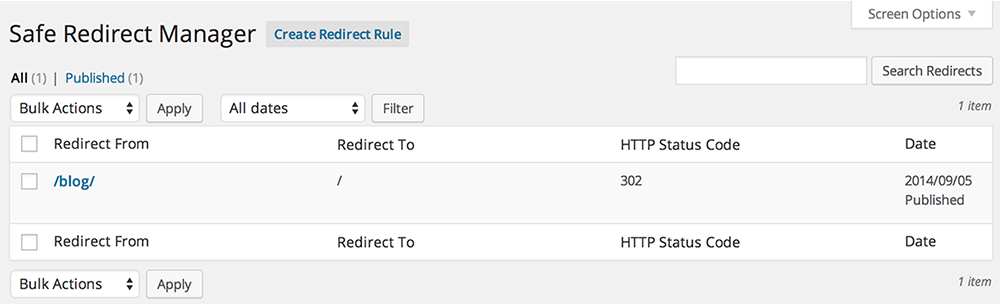 Screen Options
Safe Redirect Manager Create Redirect Rule
All (1) | Published (1) Search Redirects
Bulk Actions Apply All dates Filter 1 item
Redirect From Redirect To HTTP Status Code Date
/blog/ / 302 2014/09/05
Published
Redirect From Redirect To HTTP Status Code Date
Bulk Actions Apply 1 item